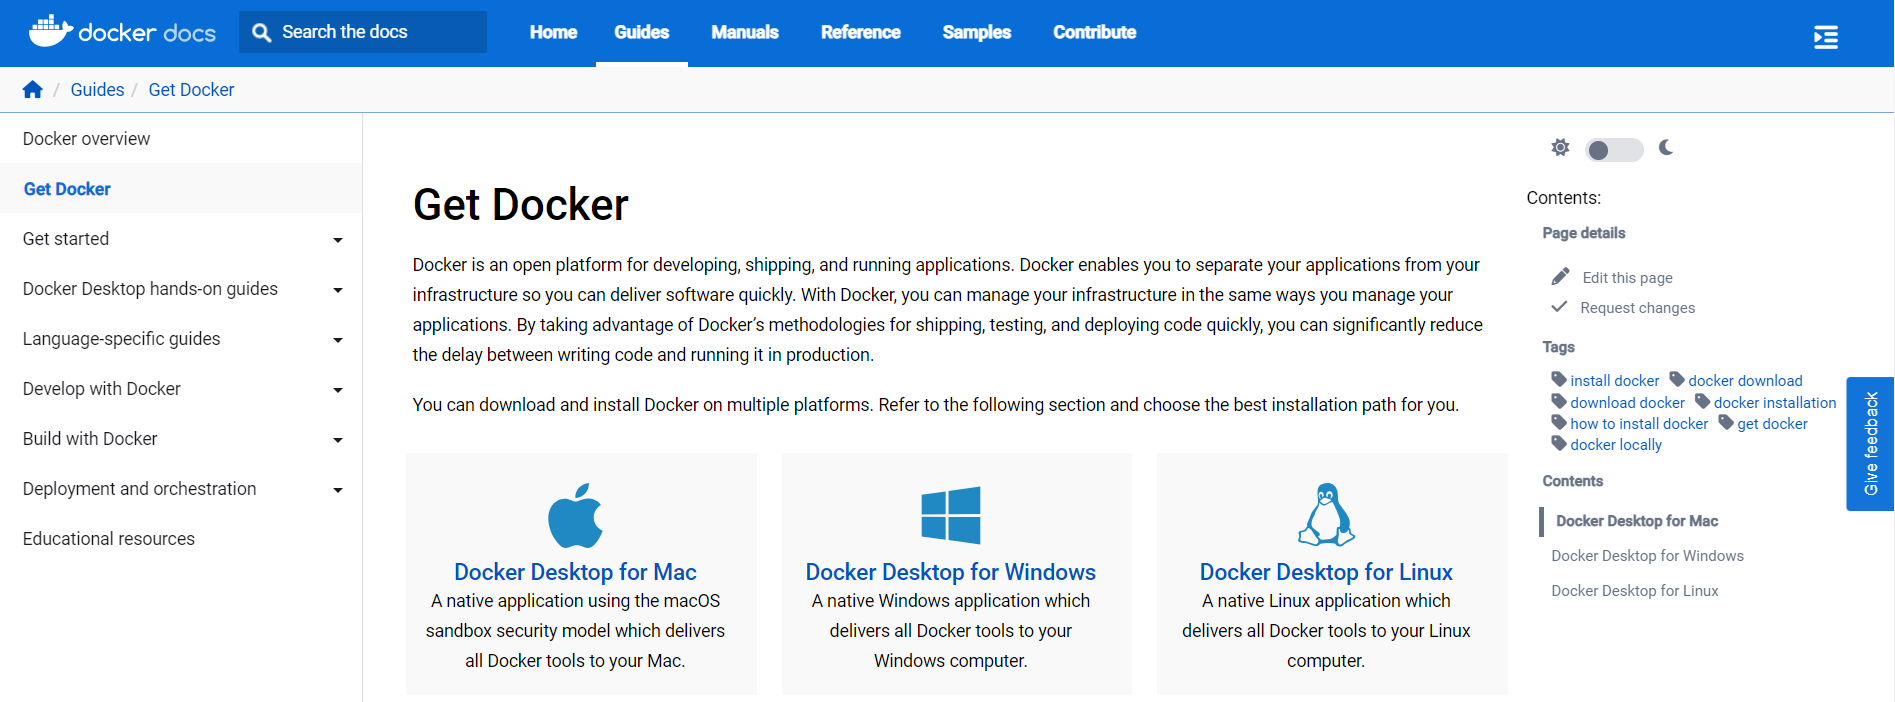 docker docs
Search the docs
Home
Guides
Manuals
Reference
Samples
Contribute
/ Guides / Get Docker
Docker overview
Get Docker
Get started
Docker Desktop hands-on guides
Language-specific guides
Develop with Docker
Build with Docker
Deployment and orchestration
Educational resources
Get Docker
Docker is an open platform for developing, shipping, and running applications. Docker enables you to separate your applications from your
infrastructure so you can deliver software quickly. With Docker, you can manage your infrastructure in the same ways you manage your
applications. By taking advantage of Docker’s methodologies for shipping, testing, and deploying code quickly, you can significantly reduce
the delay between writing code and running it in production.
You can download and install Docker on multiple platforms. Refer to the following section and choose the best installation path for you.
Docker Desktop for Mac
A native application using the macOS
sandbox security model which delivers
all Docker tools to your Mac.
Docker Desktop for Windows
A native Windows application which
delivers all Docker tools to your
Windows computer.
Docker Desktop for Linux
A native Linux application which
delivers all Docker tools to your Linux
computer.
Contents:
Page details
Edit this page
Request changes
Tags
install docker docker download
download docker docker installation
how to install docker get docker
docker locally
Contents
Docker Desktop for Mac
Docker Desktop for Windows
Docker Desktop for Linux
Give feedback